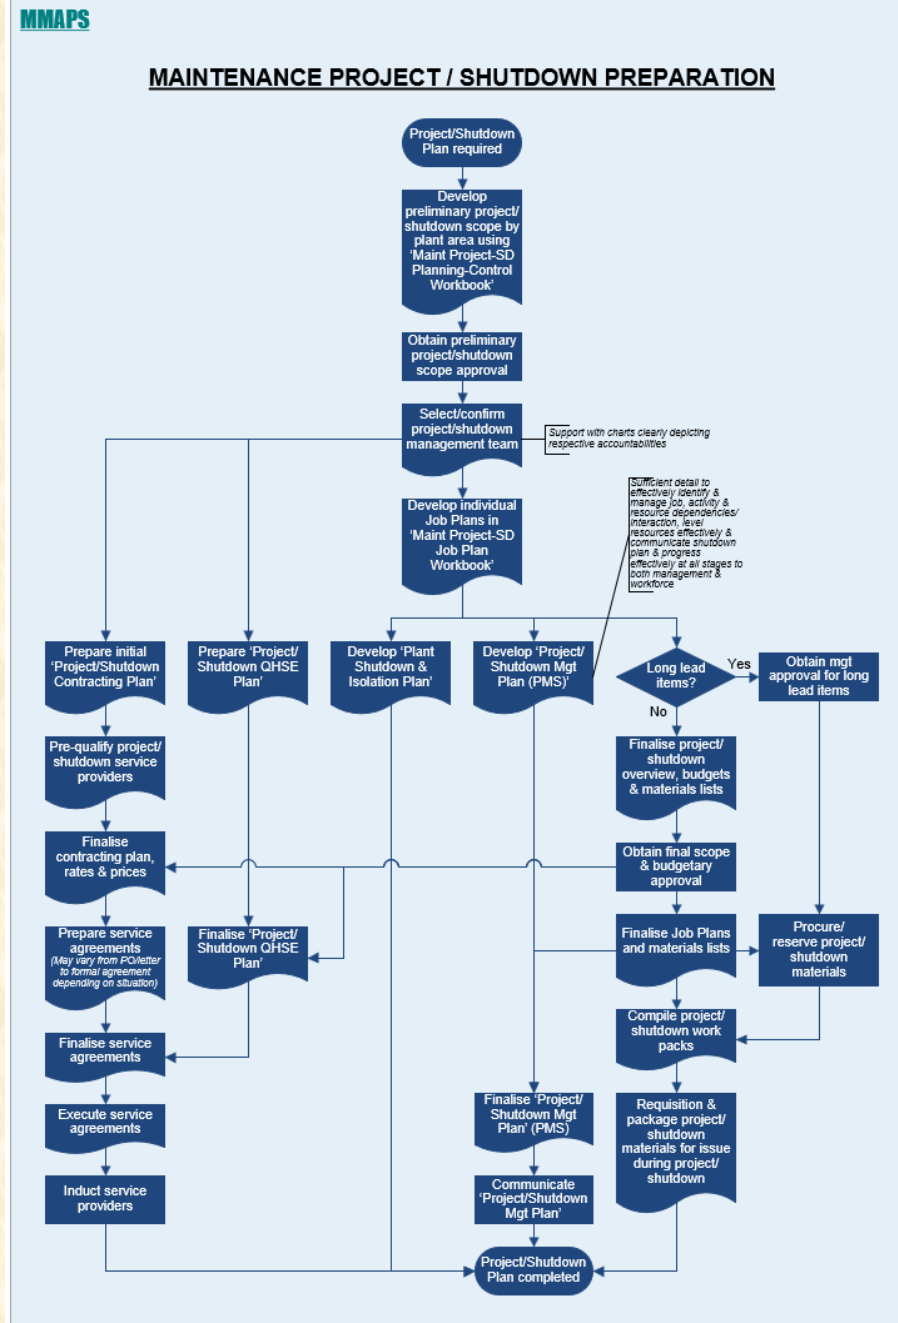 MMAPS
MAINTENANCE PROJECT / SHUTDOWN PREPARATION
Project/Shutdown
Plan required
Develop
preliminary project/
shutdown scope by
plant area using
‘Maint Project-SD
Planning-Control
Workbook’
Obtain preliminary
project/shutdown
scope approval
Select/confirm
project/shutdown
management team
Support with charts clearly depicting
respective accountabilities
Develop individual
Job Plans in
‘Maint Project-SD
Job Plan
Workbook’
Sufficient detail to
effectively identify &
manage job, activity &
resource dependencies/
interaction, level
resources effectively &
communicate shutdown
plan & progress
effectively at all stages to
both management &
workforce
Prepare initial
‘Project/Shutdown
Contracting Plan’
Prepare ‘Project/
Shutdown QHSE
Plan’
Develop ‘Plant
Shutdown &
Isolation Plan’
Develop ‘Project/
Shutdown Mgt
Plan (PMS)’
Long lead
items?
Yes
No
Obtain mgt
approval for long
lead items
Pre-qualify project/
shutdown service
providers
Finalise project/
shutdown
overview, budgets
& materials lists
Finalise
contracting plan,
rates & prices
Obtain final scope
& budgetary
approval
Prepare service
agreements
(May vary from PO/letter
to formal agreement
depending on situation)
Finalise ‘Project/
Shutdown QHSE
Plan’
Finalise Job Plans
and materials lists
Procure/
reserve project/
shutdown
materials
Finalise service
agreements
Compile project/
shutdown work
packs
Execute service
agreements
Finalise ‘Project/
Shutdown Mgt
Plan’ (PMS)
Requisition &
package project/
shutdown
materials for issue
during project/
shutdown
Induct service
providers
Communicate
‘Project/Shutdown
Mgt Plan’
Project/Shutdown
Plan completed